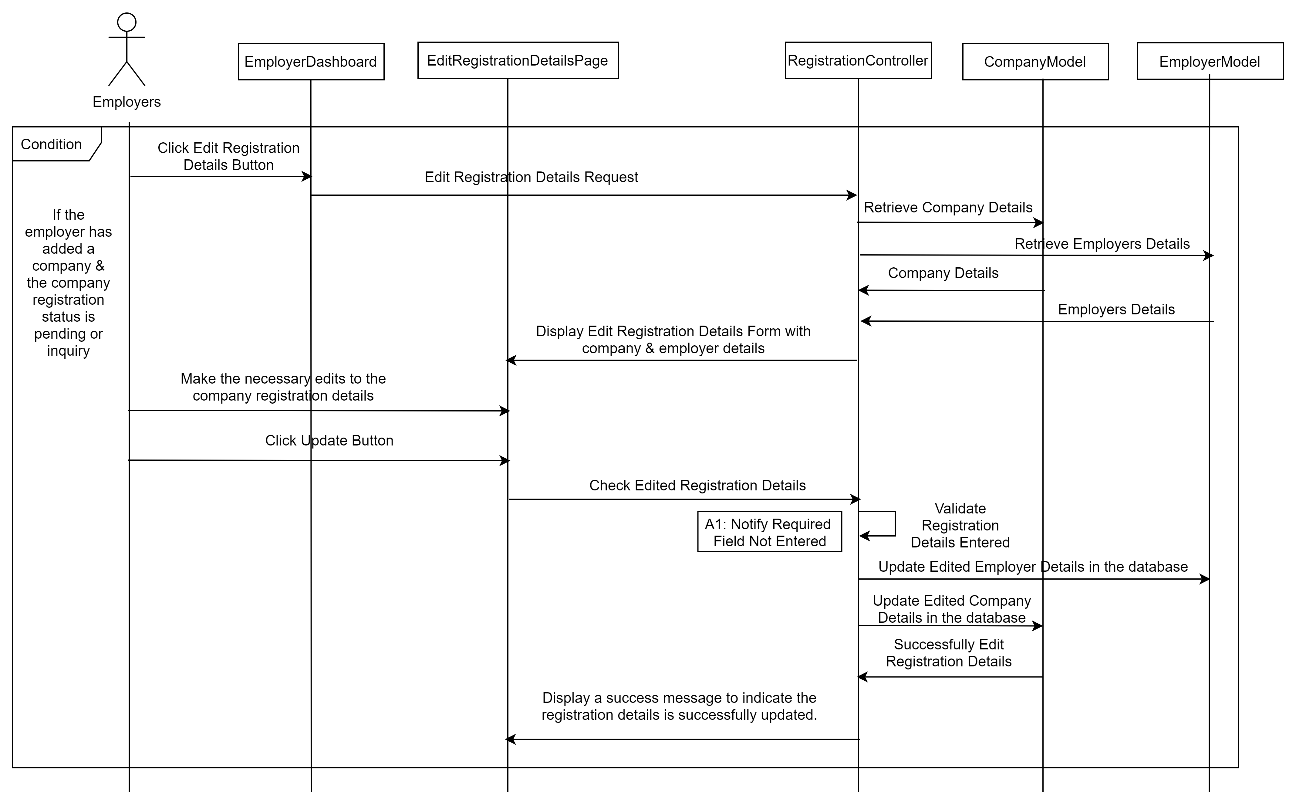 Employers
EmployerDashboard
EditRegistrationDetailsPage
RegistrationController
CompanyModel
EmployerModel
Condition
If the
employer has
added a
company &
the company
registration
status is
pending or
inquiry
Click Edit Registration
Details Button
Edit Registration Details Request
Retrieve Company Details
Retrieve Employers Details
Company Details
Employers Details
Display Edit Registration Details Form with
company & employer details
Make the necessary edits to the
company registration details
Click Update Button
Check Edited Registration Details
A1: Notify Required
Field Not Entered
Validate
Registration
Details Entered
Update Edited Employer Details in the database
Update Edited Company
Details in the database
Successfully Edit
Registration Details
Display a success message to indicate the
registration details is successfully updated.